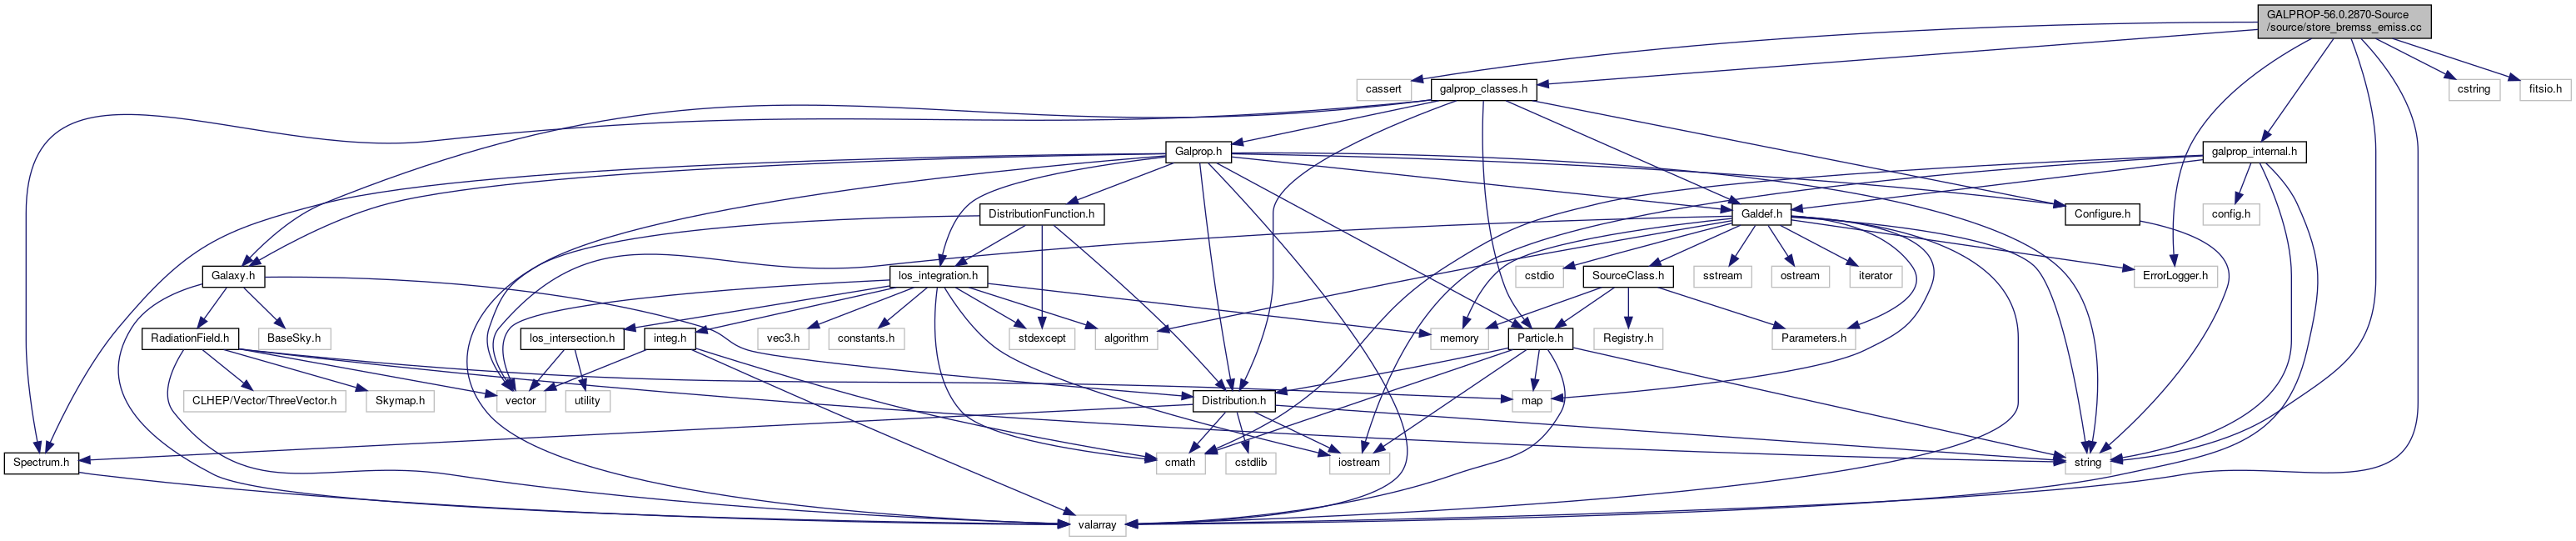 GALPROP-56.0.2870-Source
/source/store_bremss_emiss.cc
cassert
galprop_classes.h
cstring
fitsio.h
Galprop.h
galprop_internal.h
DistributionFunction.h
Galdef.h
Configure.h
config.h
Galaxy.h
los_integration.h
cstdio
SourceClass.h
sstream
ostream
iterator
ErrorLogger.h
RadiationField.h
BaseSky.h
los_intersection.h
integ.h
vec3.h
constants.h
stdexcept
algorithm
memory
Particle.h
Registry.h
Parameters.h
CLHEP/Vector/ThreeVector.h
Skymap.h
vector
utility
Distribution.h
map
Spectrum.h
cmath
cstdlib
iostream
string
valarray